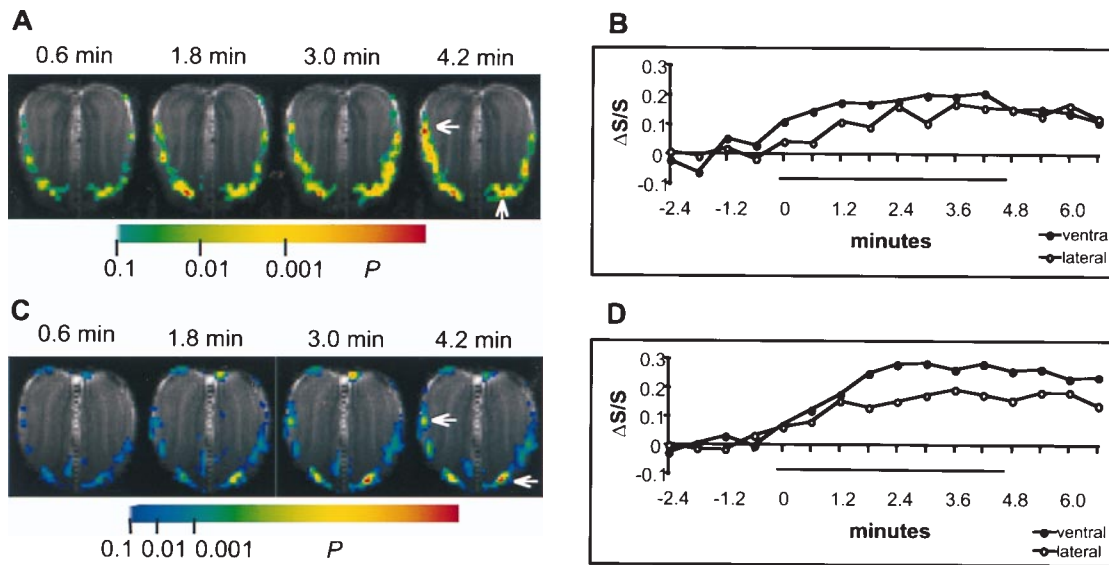 A
0.6 min 1.8 min 3.0 min 4.2 min
0.1 0.01 0.001 P
B
0.3
0.2
0.1
0
-0.1
ΔS/S
-2.4 -1.2 0 1.2 2.4 3.6 4.8 6.0
minutes
ventral
lateral
C
0.6 min 1.8 min 3.0 min 4.2 min
0.1 0.01 0.001 P
D
0.3
0.2
0.1
0
-0.1
ΔS/S
-2.4 -1.2 0 1.2 2.4 3.6 4.8 6.0
minutes
ventral
lateral